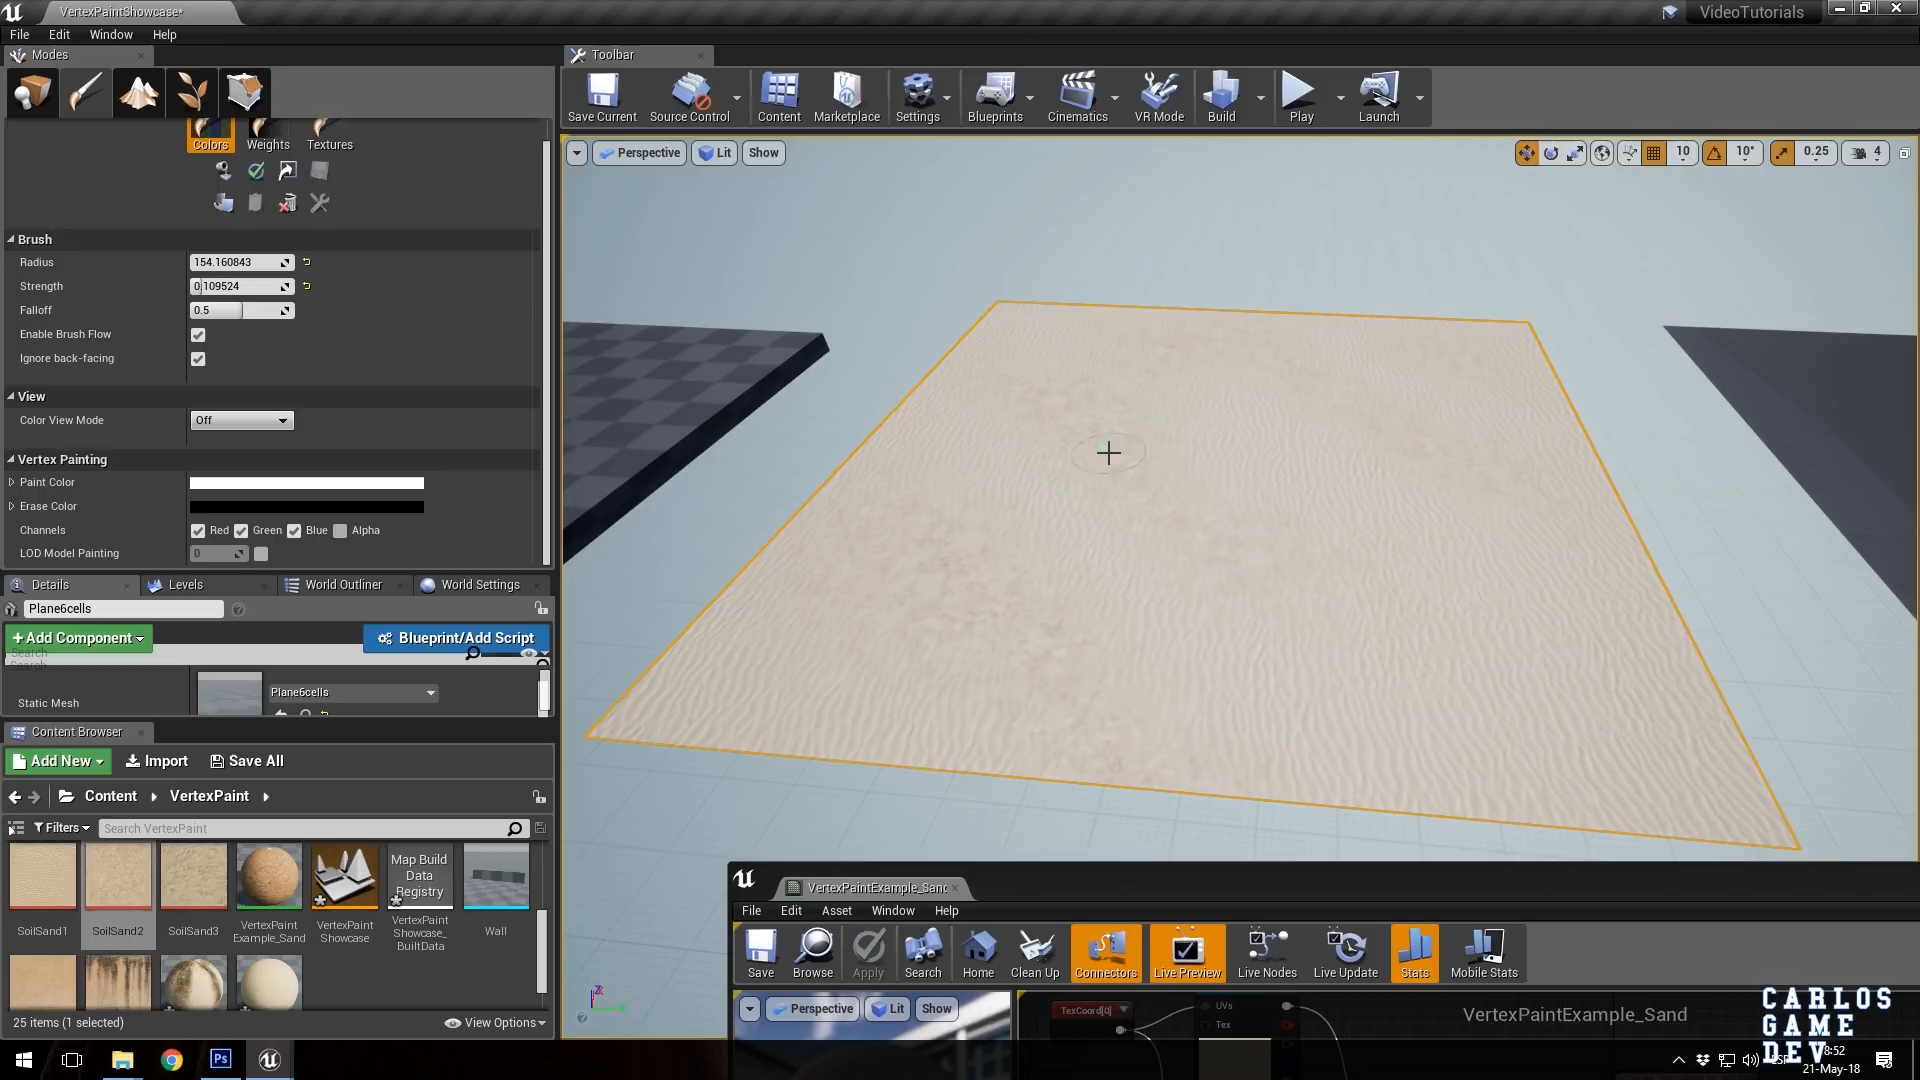 VertexPaintShowcase*
VideoTutorials
File Edit Window Help
Modes
Toolbar
Save Current Source Control Content Marketplace Settings Blueprints Cinematics VR Mode Build Play Launch
Colors Weights Textures
Perspective Lit Show
10 10° 0.25 4
Brush
Radius 154.160843
Strength 0.109524
Falloff 0.5
Enable Brush Flow
Ignore back-facing
View
Color View Mode Off
Vertex Painting
Paint Color
Erase Color
Channels Red Green Blue Alpha
LOD Model Painting 0
Details Levels World Outliner World Settings
Plane6cells
+Add Component Blueprint/Add Script
Search
Search
Static Mesh Plane6cells
Content Browser
Add New Import Save All
Content VertexPaint
Filters Search VertexPaint
Map Build Data Registry
SoilSand1 SoilSand2 SoilSand3 VertexPaint Example_Sand VertexPaint Showcase VertexPaint Showcase_ BuiltData Wall
25 items (1 selected) View Options
VertexPaintExample_Sand
File Edit Asset Window Help
Save Browse Apply Search Home Clean Up Connectors Live Preview Live Nodes Live Update Stats Mobile Stats
Perspective Lit Show
TexCoord[0] UVs
Tex
VertexPaintExample_Sand
CARLOS
GAME
DEV
Ps
8:52
21-May-18